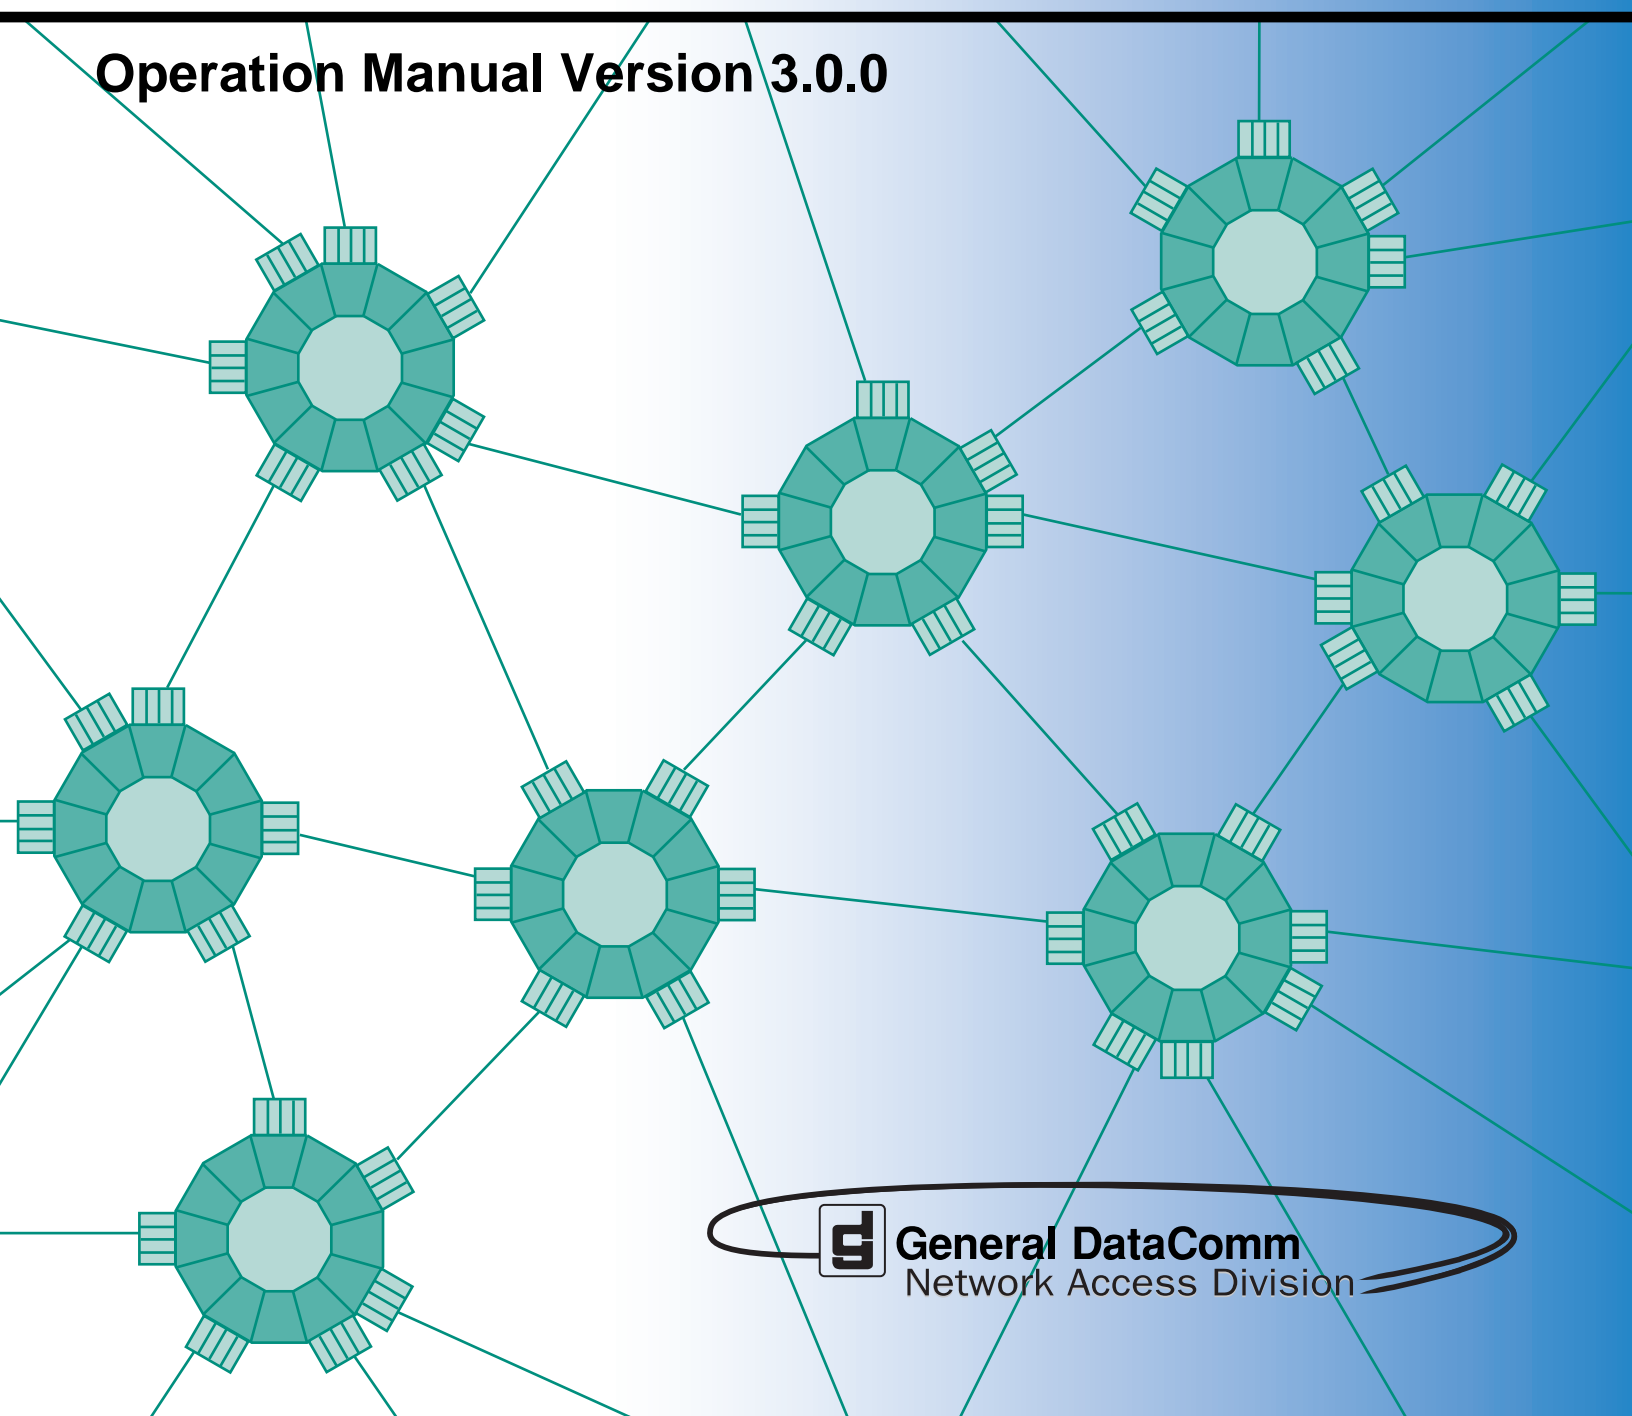 Operation Manual Version 3.0.0
General DataComm
Network Access Division